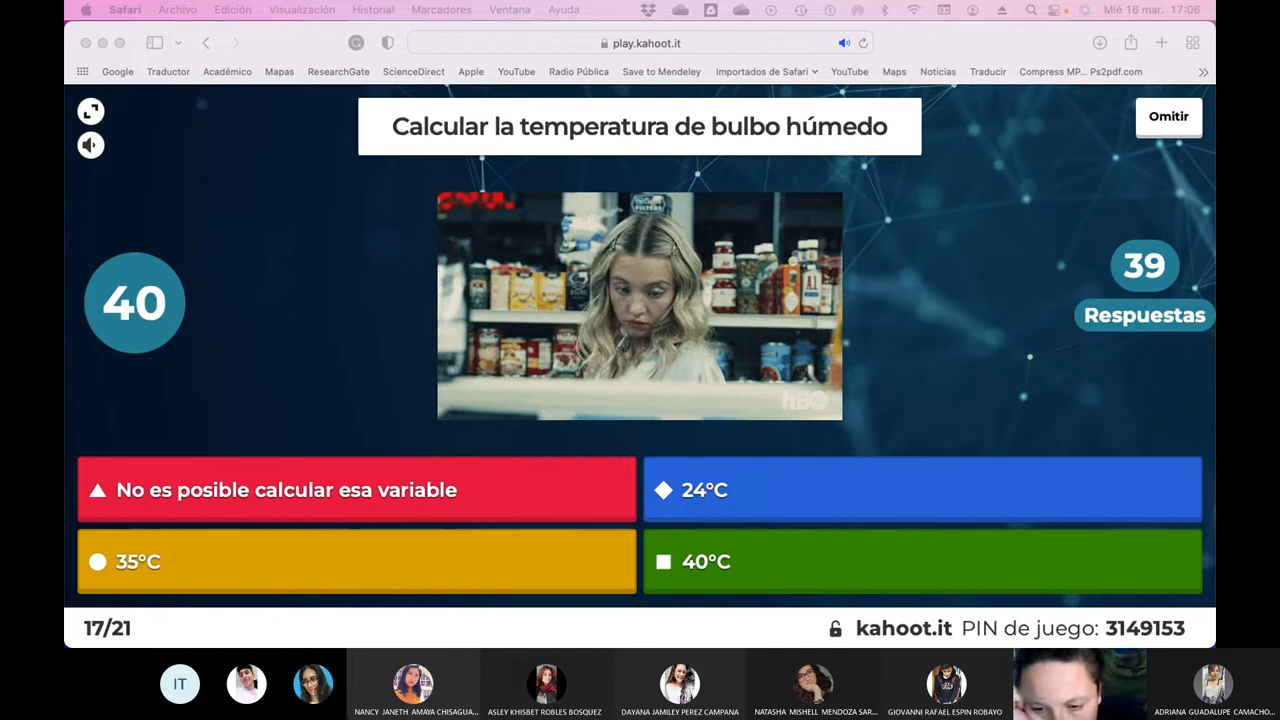 Safari Archivo Edición Visualización Historial Marcadores Ventana Ayuda Mié 16 mar. 17:06
play.kahoot.it
Google Traductor Académico Mapas ResearchGate ScienceDirect Apple YouTube Radio Pública Save to Mendeley Importados de Safari YouTube Maps Noticias Traducir Compress MP... Ps2pdf.com
Calcular la temperatura de bulbo húmedo
Omitir
FILTERS
40
39
Respuestas
A.1
HBO
No es posible calcular esa variable
24°C
35°C
40°C
17/21
kahoot.it PIN de juego: 3149153
IT
NANCY JANETH AMAYA CHISAGUA...
ASLEY KHISBET ROBLES BOSQUEZ
DAYANA JAMILEY PEREZ CAMPANA
NATASHA MISHELL MENDOZA SAR...
GIOVANNI RAFAEL ESPIN ROBAYO
ADRIANA GUADALUPE CAMACHO...